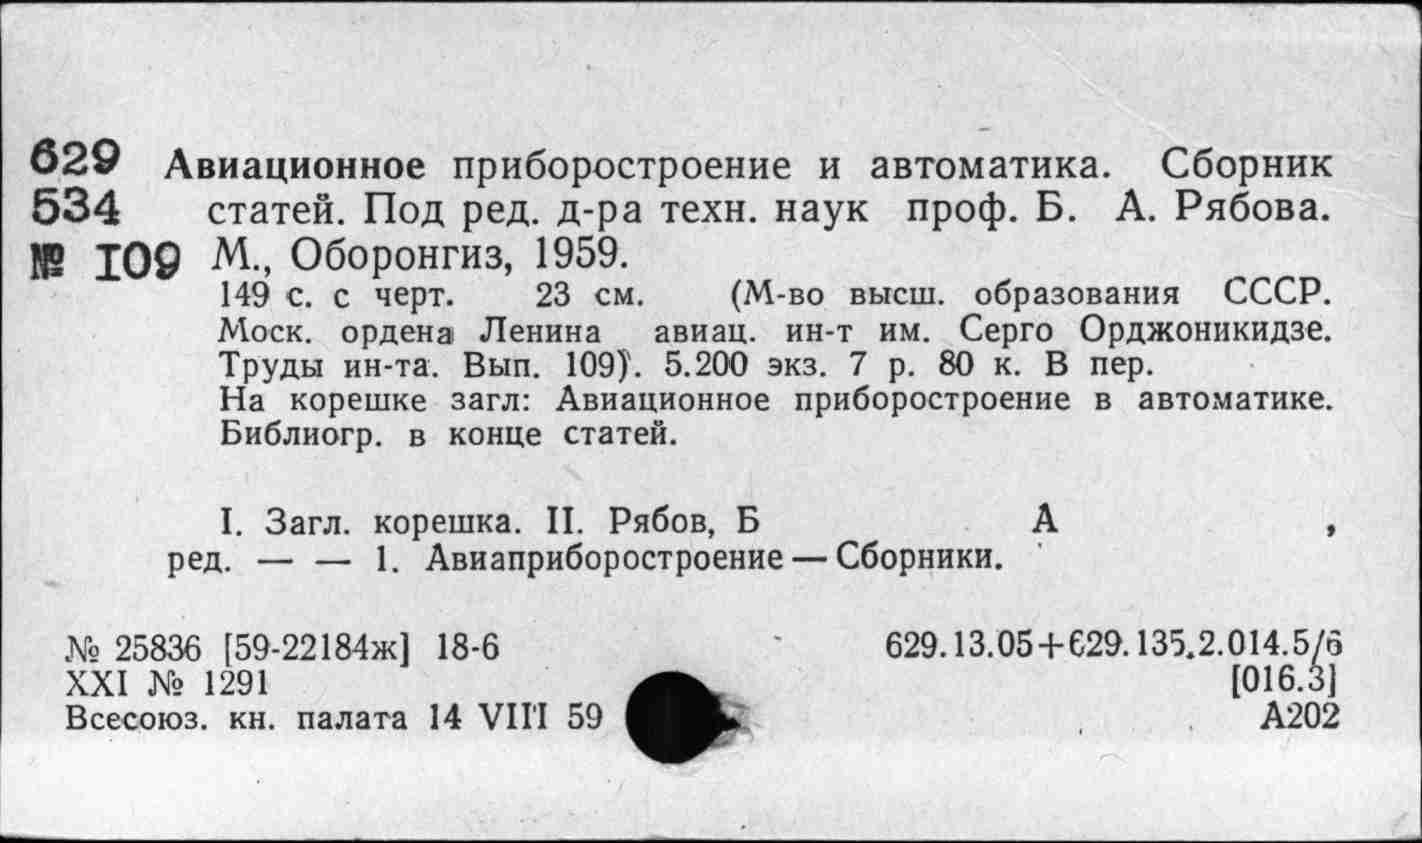 629 Авиационное приборостроение и автоматика. Сборник
534 статей. Под ред. д-ра техн. наук проф. Б. А. Рябова.
№ I09 М., Оборонгиз, 1959.
149 с. с черт. 23 см. (М-во высш. образования СССР.
Моск. ордена Ленина авиац. ин-т им. Серго Орджоникидзе.
Труды ин-та. Вып. 109). 5.200 экз. 7 р. 80 к. В пер.
На корешке загл: Авиационное приборостроение в автоматике.
Библиогр. в конце статей.
I. Загл. корешка. II. Рябов, Б А ,
ред. — — 1. Авиаприборостроение — Сборники.
№ 25836 [59-22184ж] 18-6 629.13.05+629.135.2.014.5/6
XXI № 1291 [016.3]
Всесоюз. кн. палата 14 VIII 59 А202